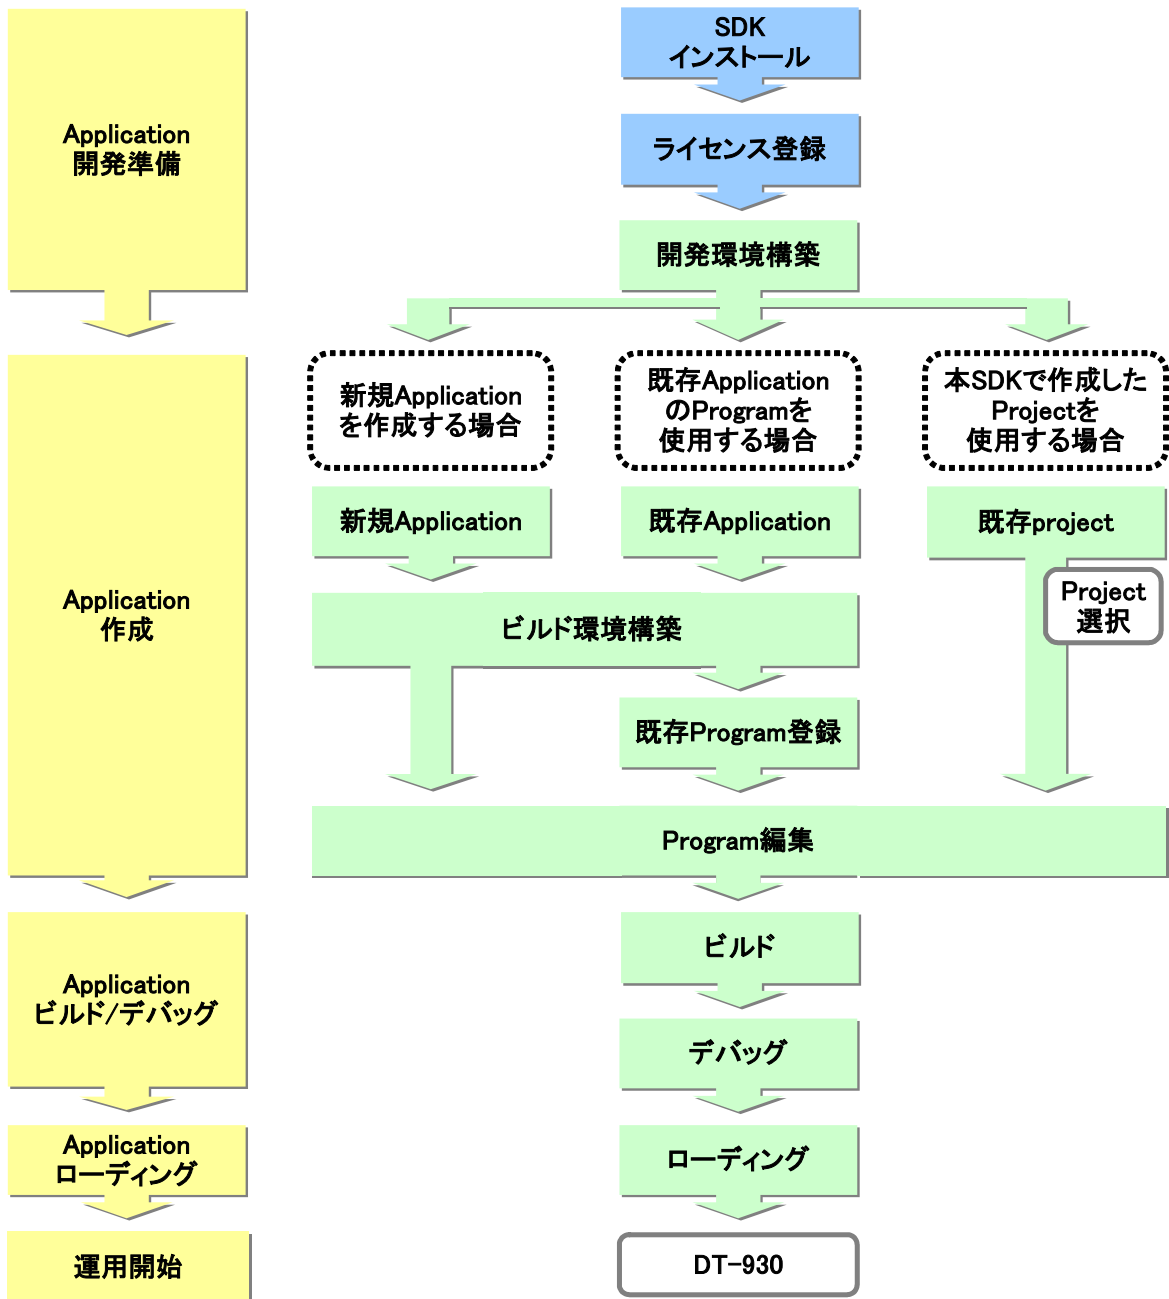 Application
開発準備
SDK
インストール
ライセンス登録
開発環境構築
Application
作成
新規Application
を作成する場合
既存Application
のProgramを
使用する場合
本SDKで作成した
Projectを
使用する場合
新規Application
既存Application
既存project
Project
選択
ビルド環境構築
既存Program登録
Program編集
Application
ビルド/デバッグ
ビルド
デバッグ
Application
ローディング
ローディング
運用開始
DT-930